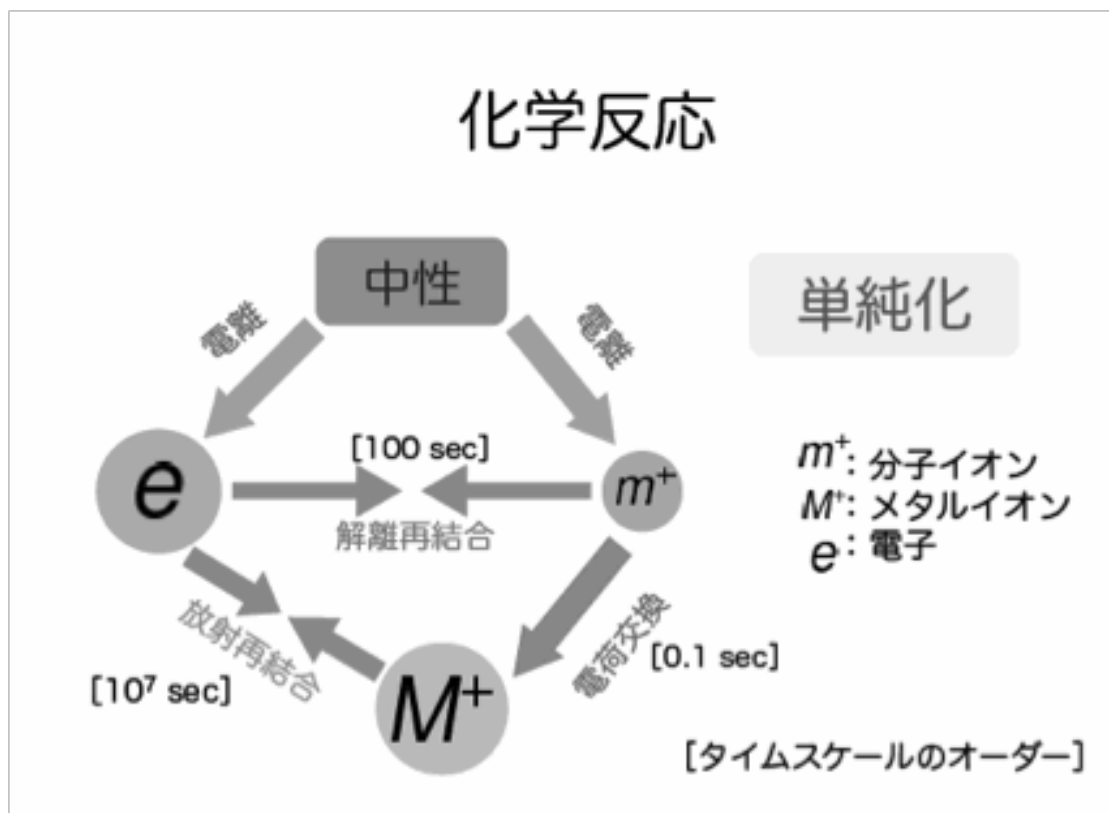 化学反応
中性
単純化
電離
電離
[100 sec]
e
m⁺
解離再結合
m⁺: 分子イオン
M⁺: メタルイオン
e: 電子
放射再結合
[10⁷ sec]
M⁺
電荷交換
[0.1 sec]
[タイムスケールのオーダー]